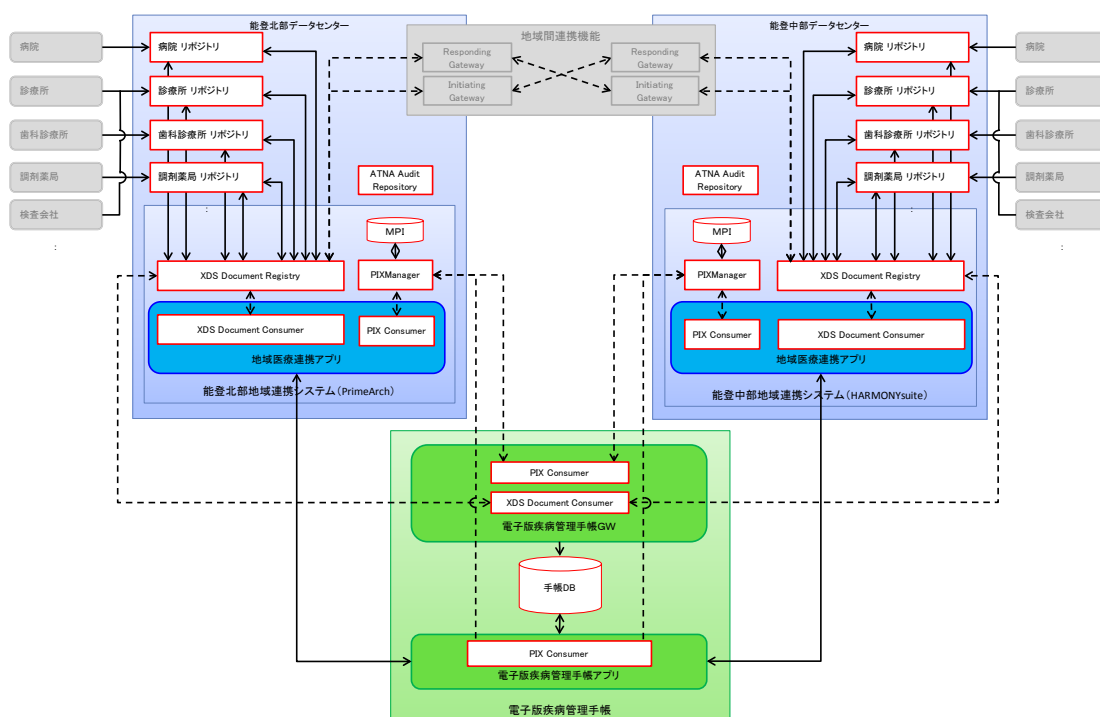 能登北部データセンター
病院
診療所
歯科診療所
調剤薬局
検査会社
:
病院 リポジトリ
診療所 リポジトリ
歯科診療所 リポジトリ
調剤薬局 リポジトリ
:
ATNA Audit
Repository
MPI
XDS Document Registry
PIXManager
XDS Document Consumer
PIX Consumer
地域医療連携アプリ
能登北部地域連携システム(PrimeArch)
地域間連携機能
Responding
Gateway
Responding
Gateway
Initiating
Gateway
Initiating
Gateway
能登中部データセンター
病院 リポジトリ
診療所 リポジトリ
歯科診療所 リポジトリ
調剤薬局 リポジトリ
:
病院
診療所
歯科診療所
調剤薬局
検査会社
:
ATNA Audit
Repository
MPI
PIXManager
XDS Document Registry
PIX Consumer
XDS Document Consumer
地域医療連携アプリ
能登中部地域連携システム(HARMONYsuite)
PIX Consumer
XDS Document Consumer
電子版疾病管理手帳GW
手帳DB
PIX Consumer
電子版疾病管理手帳アプリ
電子版疾病管理手帳